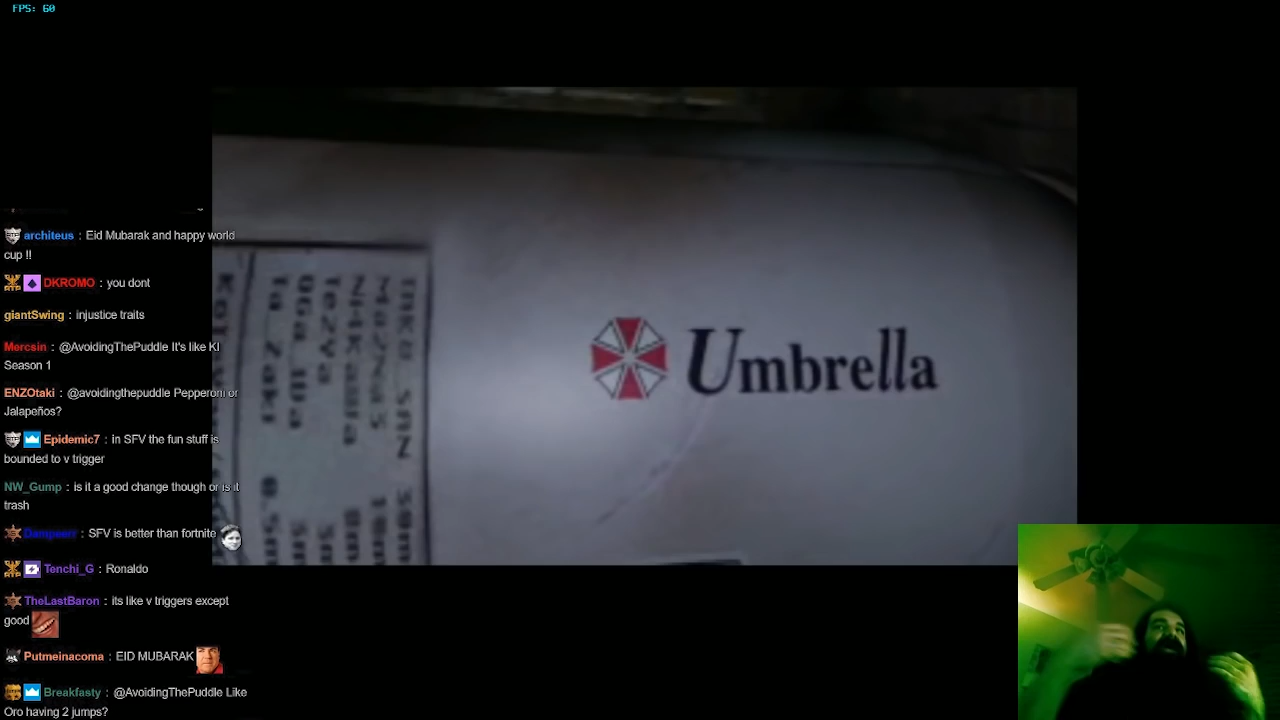 FPS: 60
architeus : Eid Mubarak and happy world
cup !!
DKROMO : you dont
giantSwing : injustice traits
Mercsin : @AvoidingThePuddle It's like KI
Season 1
ENZOtaki : @avoidingthepuddle Pepperoni or
Jalapeños?
Epidemic7 : in SFV the fun stuff is
bounded to v trigger
NW_Gump : is it a good change though or is it
trash
Dampeerr : SFV is better than fortnite
Tenchi_G : Ronaldo
TheLastBaron : its like v triggers except
good
Putmeinacoma : EID MUBARAK
Breakfasty : @AvoidingThePuddle Like
Oro having 2 jumps?
Umbrella